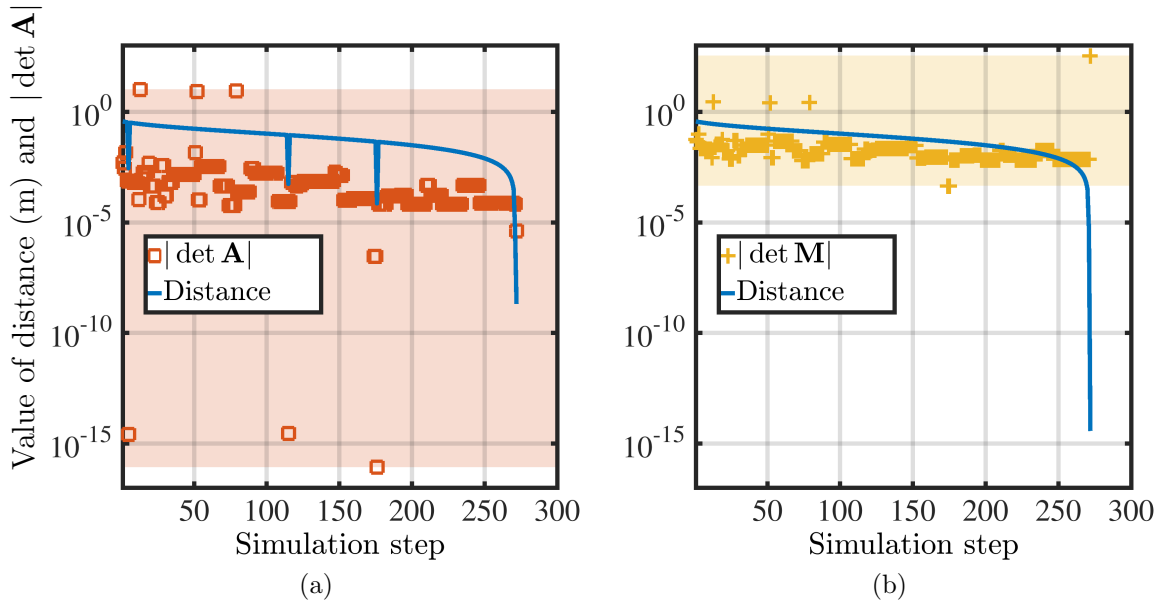 Value of distance (m) and | det A|
10^0
10^-5
10^-10
10^-15
| det A|
Distance
50 100 150 200 250 300
Simulation step
(a)
10^0
10^-5
10^-10
10^-15
| det M|
Distance
50 100 150 200 250 300
Simulation step
(b)